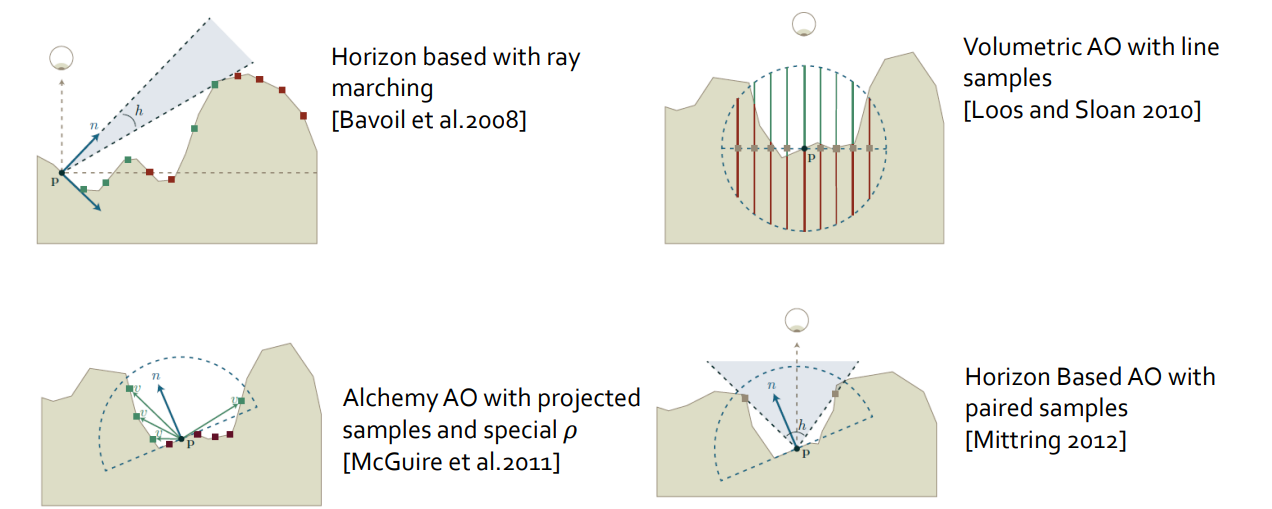 Horizon based with ray
marching
[Bavoil et al.2008]
n
h
P
Volumetric AO with line
samples
[Loos and Sloan 2010]
P
Alchemy AO with projected
samples and special ρ
[McGuire et al.2011]
n
v
v
v
v
P
Horizon Based AO with
paired samples
[Mittring 2012]
n
h
P